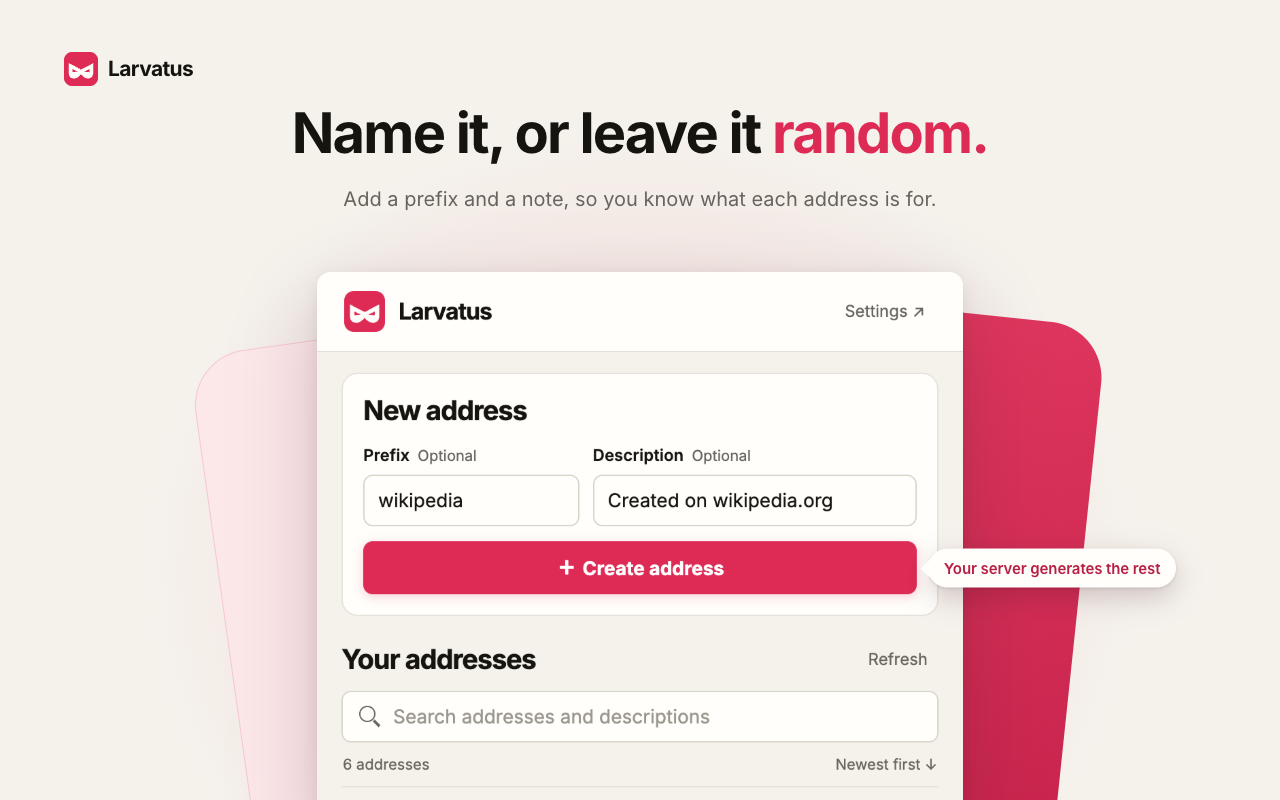 Larvatus
Name it, or leave it random.
Add a prefix and a note, so you know what each address is for.
Larvatus
Settings ↗
New address
Prefix Optional
Description Optional
wikipedia
Created on wikipedia.org
+ Create address
Your server generates the rest
Your addresses
Refresh
Search addresses and descriptions
6 addresses
Newest first ↓